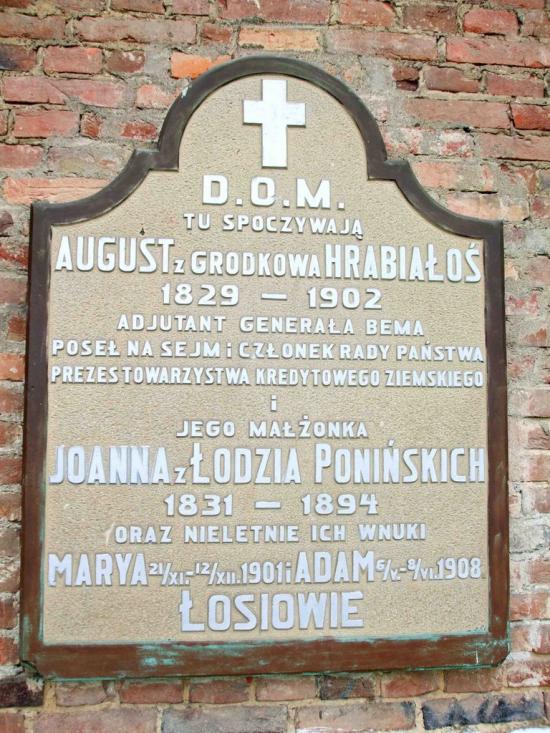 D.O.M.
TU SPOCZYWAJĄ
AUGUST z GRODKOWA HRABIA ŁOŚ
1829 — 1902
ADJUTANT GENERAŁA BEMA
POSEŁ NA SEJM i CZŁONEK RADY PAŃSTWA
PREZES TOWARZYSTWA KREDYTOWEGO ZIEMSKIEGO
i
JEGO MAŁŻONKA
JOANNA z ŁODZIA PONIŃSKICH
1831 — 1894
ORAZ NIELETNIE ICH WNUKI
MARYA 21/XI.-12/XII.1901 i ADAM 6/V.-8/VI.1908
ŁOSIOWIE